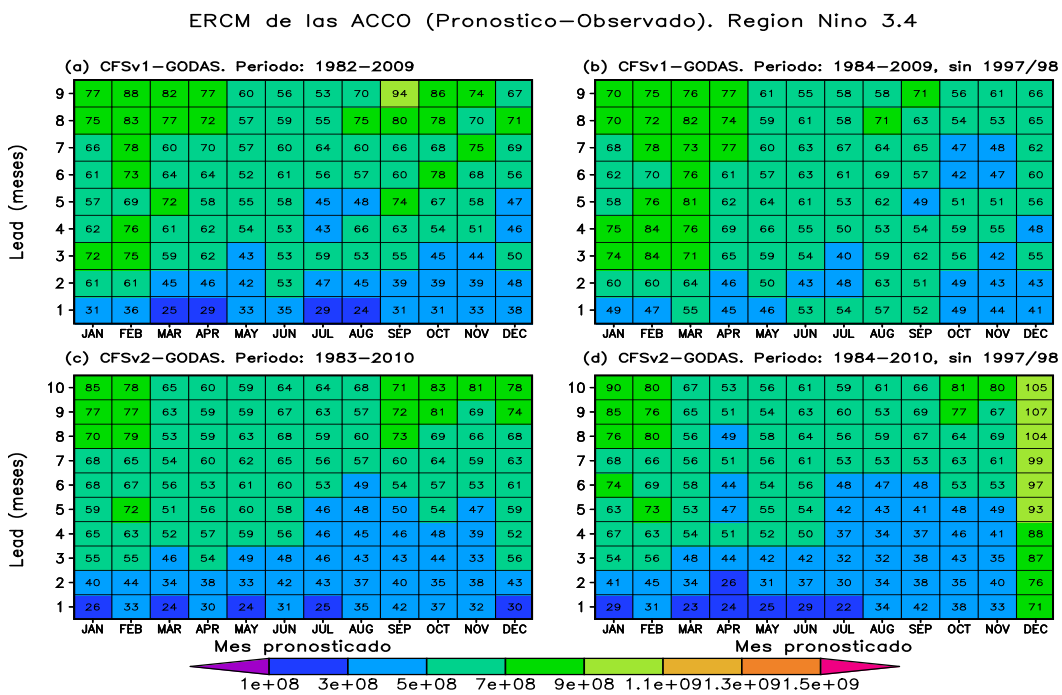 ERCM de las ACCO (Pronostico−Observado). Region Nino 3.4
(a) CFSv1−GODAS. Periodo: 1982−2009
9 77 88 82 77 60 56 53 70 94 86 74 67
8 75 83 77 72 57 59 55 75 80 78 70 71
7 66 78 60 70 57 60 64 60 66 68 75 69
6 61 73 64 64 52 61 56 57 60 78 68 56
5 57 69 72 58 55 58 45 48 74 67 58 47
4 62 76 61 62 54 53 43 66 63 54 51 46
3 72 75 59 62 43 53 59 53 55 45 44 50
2 61 61 45 46 42 53 47 45 39 39 39 48
1 31 36 25 29 33 35 29 24 31 31 33 38
JAN FEB MAR APR MAY JUN JUL AUG SEP OCT NOV DEC
Lead (meses)
(b) CFSv1−GODAS. Periodo: 1984−2009, sin 1997/98
9 70 75 76 77 61 55 58 58 71 56 61 66
8 70 72 82 74 59 61 58 71 63 54 53 65
7 68 78 73 77 60 63 67 64 65 47 48 62
6 62 70 76 61 57 63 61 69 57 42 47 60
5 58 76 81 62 64 61 53 62 49 51 51 56
4 75 84 76 69 66 55 50 53 54 54 55 48
3 74 84 71 65 59 54 40 59 62 56 42 55
2 60 60 64 46 50 43 48 60 60 49 43 43
1 49 47 55 45 46 53 54 57 52 49 44 41
JAN FEB MAR APR MAY JUN JUL AUG SEP OCT NOV DEC
(c) CFSv2−GODAS. Periodo: 1983−2010
10 85 78 65 60 59 64 64 68 71 83 81 78
9 77 77 63 59 59 67 63 57 72 81 69 74
8 70 79 53 59 63 68 59 60 73 69 66 68
7 68 65 54 60 62 65 56 57 60 64 59 63
6 68 67 56 53 61 60 53 49 54 57 53 61
5 59 72 51 56 60 58 46 48 50 54 47 59
4 65 63 52 57 59 56 46 46 46 48 39 52
3 55 55 46 54 49 48 46 43 43 44 33 56
2 40 44 34 38 33 42 43 37 40 35 38 43
1 26 33 24 30 24 31 25 35 42 37 32 30
JAN FEB MAR APR MAY JUN JUL AUG SEP OCT NOV DEC
Lead (meses)
Mes pronosticado
(d) CFSv2−GODAS. Periodo: 1984−2010, sin 1997/98
10 90 80 67 53 56 61 59 61 66 81 80 105
9 85 76 65 51 54 63 60 53 69 77 67 107
8 76 80 56 49 58 64 56 59 67 64 69 104
7 68 66 56 51 56 61 53 53 53 63 61 99
6 74 69 58 44 54 56 48 47 48 53 53 97
5 63 73 53 47 55 54 42 43 41 48 49 93
4 67 63 54 51 52 50 37 34 37 46 41 88
3 54 56 48 44 42 42 32 32 38 43 35 87
2 41 45 34 26 31 37 30 34 38 35 40 76
1 29 31 23 24 25 29 22 34 42 38 33 71
JAN FEB MAR APR MAY JUN JUL AUG SEP OCT NOV DEC
Mes pronosticado
1e+08 3e+08 5e+08 7e+08 9e+08 1.1e+09 1.3e+09 1.5e+09